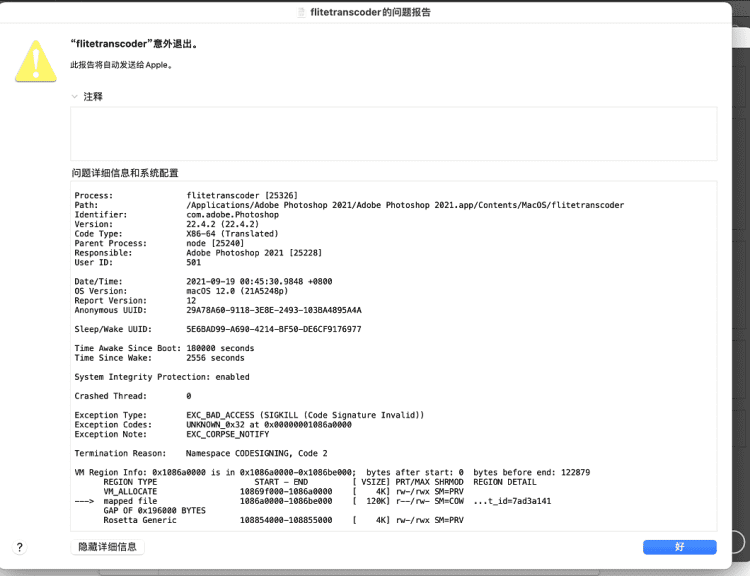 flitetranscoder的问题报告
“flitetranscoder”意外退出。
此报告将自动发送给Apple。
注释
问题详细信息和系统配置
Process: flitetranscoder [25326]
Path: /Applications/Adobe Photoshop 2021/Adobe Photoshop 2021.app/Contents/MacOS/flitetranscoder
Identifier: com.adobe.Photoshop
Version: 22.4.2 (22.4.2)
Code Type: X86-64 (Translated)
Parent Process: node [25240]
Responsible: Adobe Photoshop 2021 [25228]
User ID: 501
Date/Time: 2021-09-19 00:45:30.9848 +0800
OS Version: macOS 12.0 (21A5248p)
Report Version: 12
Anonymous UUID: 29A78A60-9118-3E8E-2493-103BA4895A4A
Sleep/Wake UUID: 5E6BAD99-A690-4214-BF50-DE6CF9176977
Time Awake Since Boot: 180000 seconds
Time Since Wake: 2556 seconds
System Integrity Protection: enabled
Crashed Thread: 0
Exception Type: EXC_BAD_ACCESS (SIGKILL (Code Signature Invalid))
Exception Codes: UNKNOWN_0x32 at 0x00000001086a0000
Exception Note: EXC_CORPSE_NOTIFY
Termination Reason: Namespace CODESIGNING, Code 2
VM Region Info: 0x1086a0000 is in 0x1086a0000-0x1086be000; bytes after start: 0 bytes before end: 122879
REGION TYPE START - END [ VSIZE] PRT/MAX SHRMOD REGION DETAIL
VM_ALLOCATE 10869f000-1086a0000 [ 4K] rw-/rwx SM=PRV
---> mapped file 1086a0000-1086be000 [ 120K] r--/rw- SM=COW ...t_id=7ad3a141
GAP OF 0x196000 BYTES
Rosetta Generic 108854000-108855000 [ 4K] rw-/rwx SM=PRV
?
隐藏详细信息
好